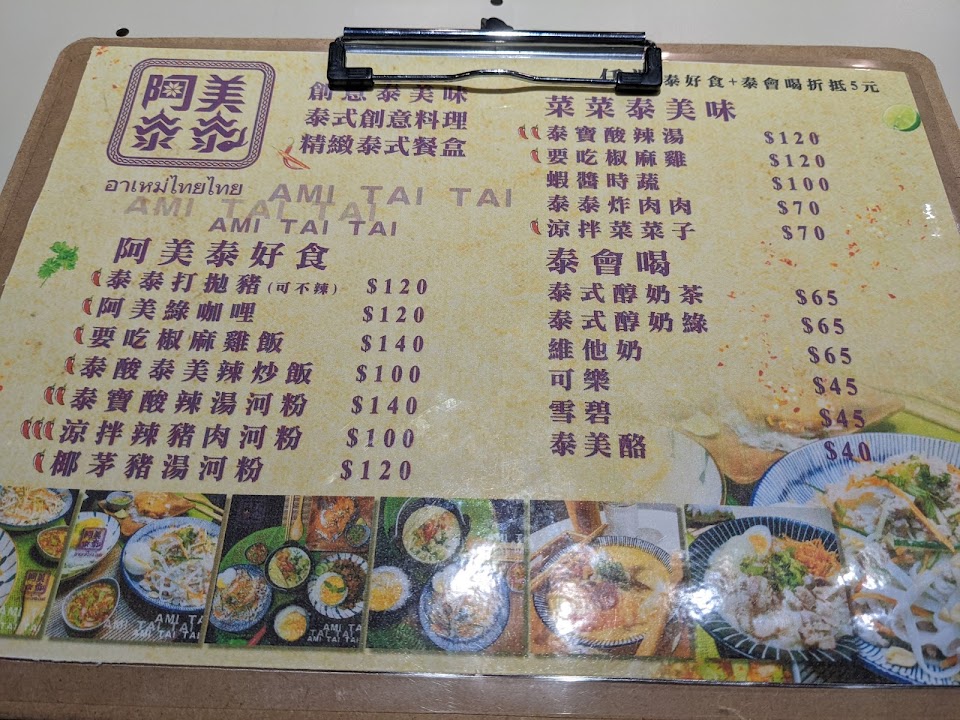 阿美
泰泰
創意泰美味
泰式創意料理
精緻泰式餐盒
อาเหม่ไทยไทย
AMI TAI TAI
AMI TAI TAI
AMI TAI TAI
阿美泰好食
泰泰打拋豬(可不辣) $120
阿美綠咖哩 $120
要吃椒麻雞飯 $140
泰酸泰美辣炒飯 $100
泰寶酸辣湯河粉 $140
涼拌辣豬肉河粉 $100
椰茅豬湯河粉 $120
泰好食+泰會喝折抵5元
菜菜泰美味
泰寶酸辣湯 $120
要吃椒麻雞 $120
蝦醬時蔬 $100
泰泰炸肉肉 $70
涼拌菜菜子 $70
泰會喝
泰式醇奶茶 $65
泰式醇奶綠 $65
維他奶 $65
可樂 $45
雪碧 $45
泰美酪 $40
AMI TAI TAI
AMI TAI TAI
AMI TAI TAI